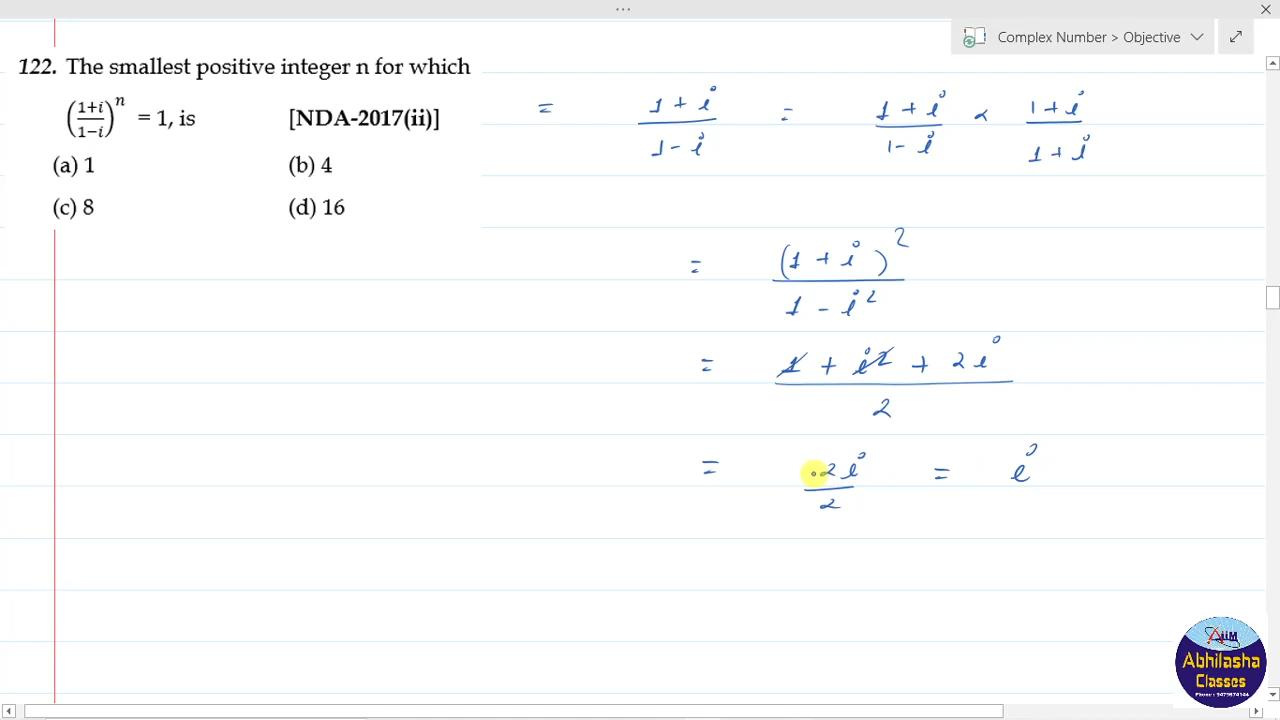 Complex Number > Objective
122. The smallest positive integer n for which
(1+i/1−i)^n = 1, is [NDA-2017(ii)]
(a) 1 (b) 4
(c) 8 (d) 16
= 1 + i / 1 - i = 1 + i / 1 - i × 1 + i / 1 + i
= (1 + i)^2 / 1 - i^2
= 1 + i^2 + 2i / 2
= 2i / 2 = i
AIM
Abhilasha
Classes